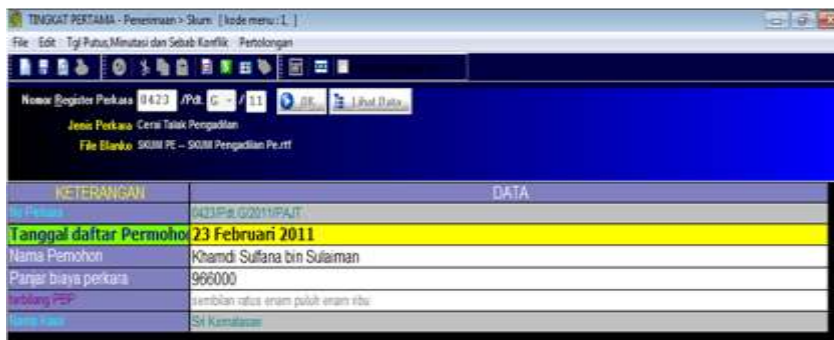 TINGKAT PERTAMA - Penerimaan > Skum [ kode menu : 1, ]
File Edit Tgl Putus,Minutasi dan Sebab Konflik Pertolongan
Nomor Register Perkara 0423 /Pdt. G / 11 OK Lihat Data
Jenis Perkara Cerai Talak Pengadilan
File Blanko SKUM PE -- SKUM Pengadilan Pe.rtf
KETERANGAN DATA
No Perkara 0423/Pdt.G/2011/PAJT
Tanggal daftar Permoho 23 Februari 2011
Nama Pemohon Khamdi Sulfana bin Sulaiman
Panjar biaya perkara 966000
terbilang PBP sembilan ratus enam puluh enam ribu
Sri Kemalasari